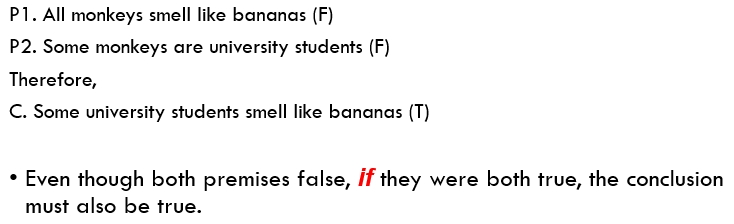 P1. All monkeys smell like bananas (F)
P2. Some monkeys are university students (F)
Therefore,
C. Some university students smell like bananas (T)
• Even though both premises false, if they were both true, the conclusion
must also be true.